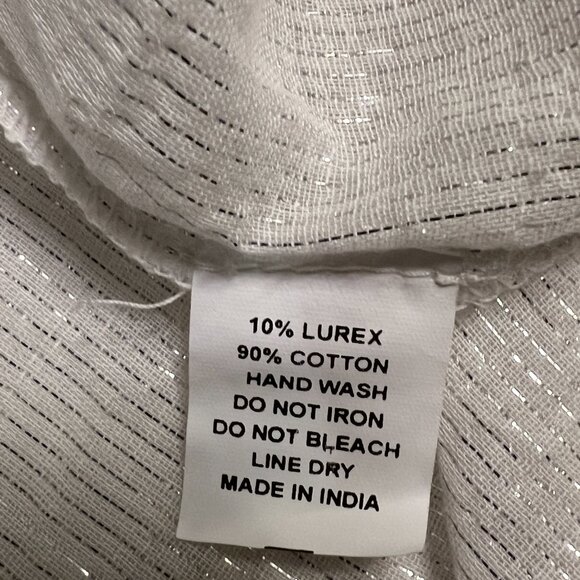 10% LUREX
90% COTTON
HAND WASH
DO NOT IRON
DO NOT BLEACH
LINE DRY
MADE IN INDIA